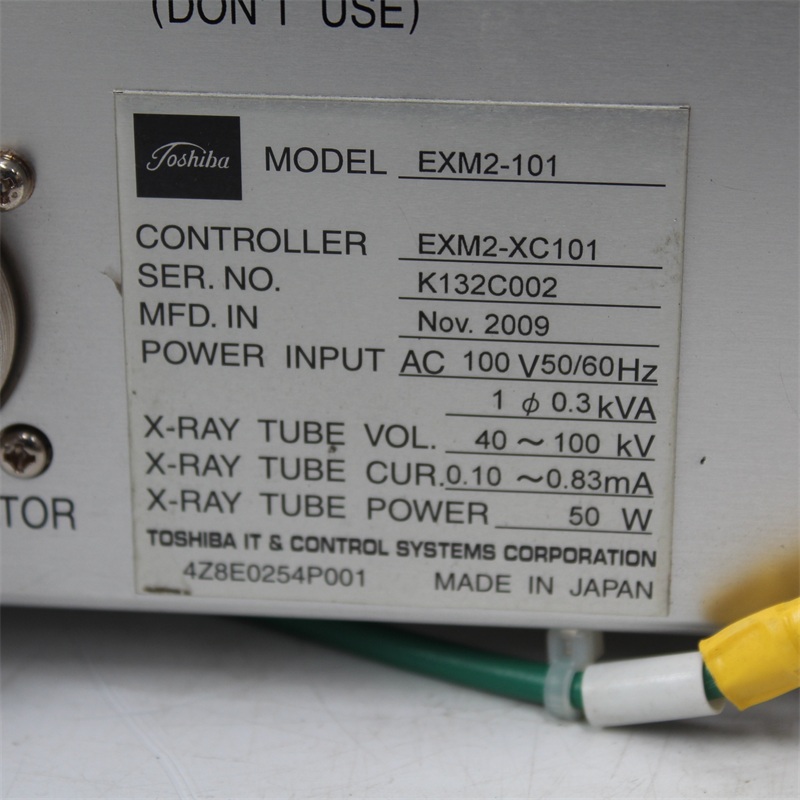 (DON'T USE)
Toshiba MODEL EXM2-101
CONTROLLER EXM2-XC101
SER. NO. K132C002
MFD. IN Nov. 2009
POWER INPUT AC 100 V50/60Hz
1 φ 0.3kVA
X-RAY TUBE VOL. 40～100 kV
X-RAY TUBE CUR. 0.10 ～0.83mA
X-RAY TUBE POWER 50 W
TOR
TOSHIBA IT & CONTROL SYSTEMS CORPORATION
4Z8E0254P001 MADE IN JAPAN